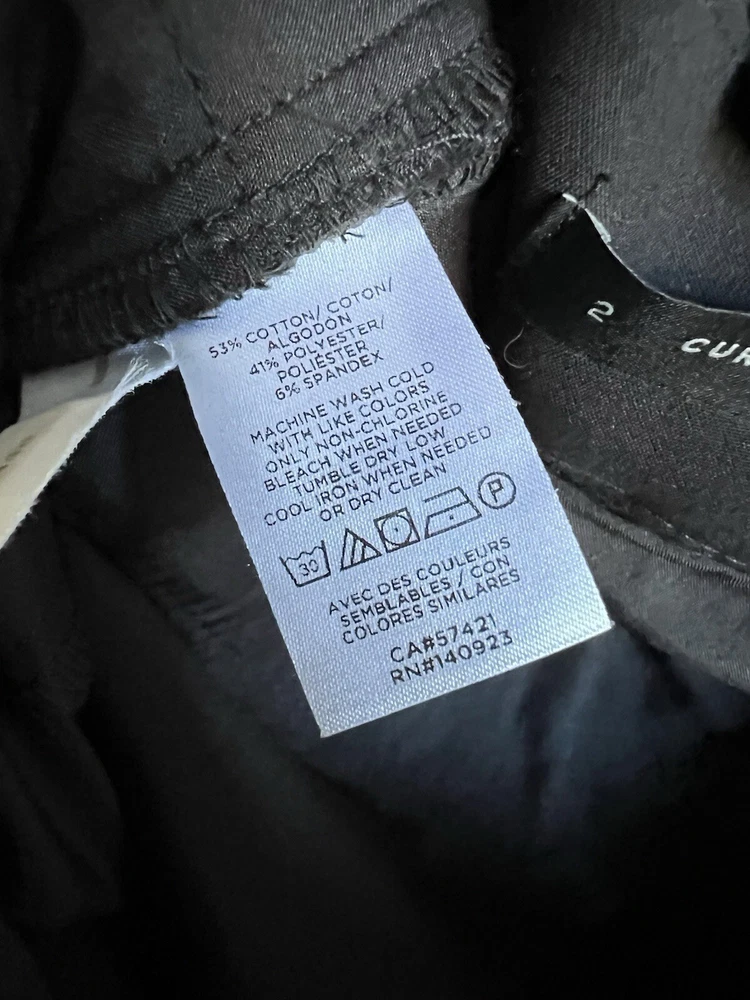 53% COTTON/ COTON/
ALGODÓN
41% POLYESTER/
POLIÉSTER
6% SPANDEX
MACHINE WASH COLD
WITH LIKE COLORS
ONLY NON-CHLORINE
BLEACH WHEN NEEDED
TUMBLE DRY LOW
COOL IRON WHEN NEEDED
OR DRY CLEAN
30 P
AVEC DES COULEURS
SEMBLABLES / CON
COLORES SIMILARES
CA#57421
RN#140923
2